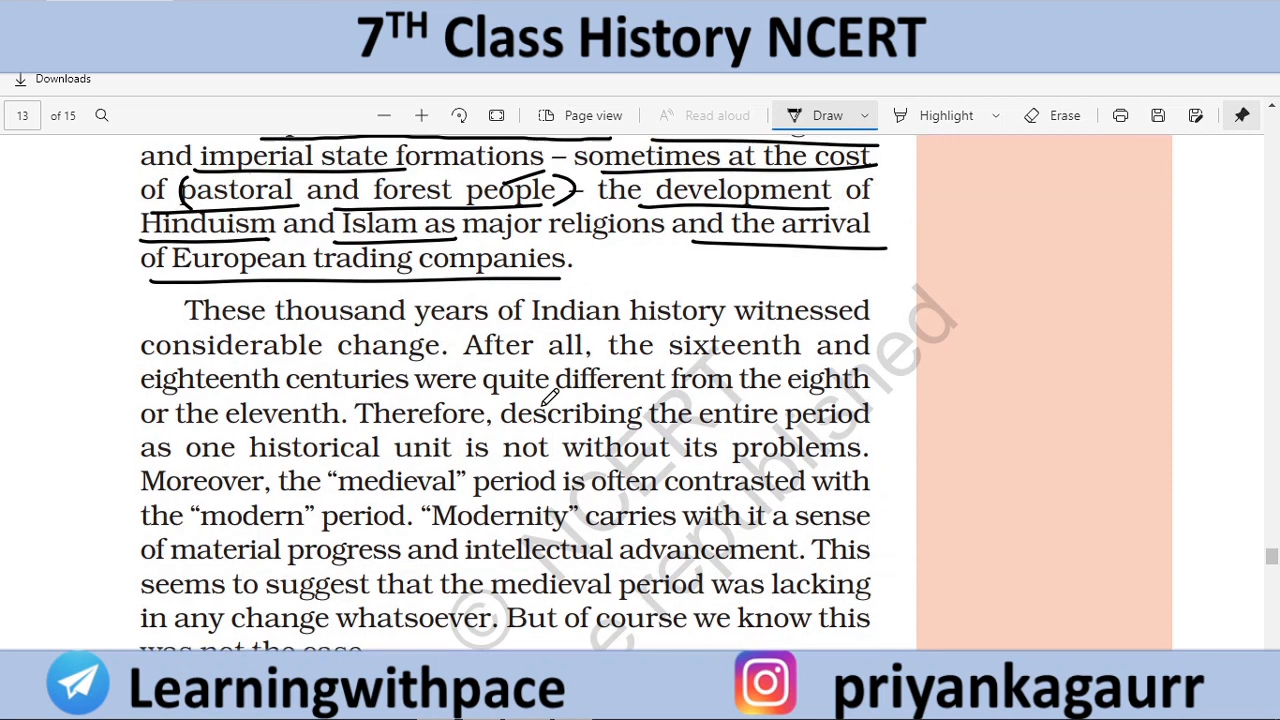 7TH Class History NCERT
Downloads
13 of 15 Page view Read aloud Draw Highlight Erase
and imperial state formations – sometimes at the cost
of (pastoral and forest people) – the development of
Hinduism and Islam as major religions and the arrival
of European trading companies.
These thousand years of Indian history witnessed
considerable change. After all, the sixteenth and
eighteenth centuries were quite different from the eighth
or the eleventh. Therefore, describing the entire period
as one historical unit is not without its problems.
Moreover, the “medieval” period is often contrasted with
the “modern” period. “Modernity” carries with it a sense
of material progress and intellectual advancement. This
seems to suggest that the medieval period was lacking
in any change whatsoever. But of course we know this
was not the case.
© NCERT
e republished
Learningwithpace
priyankagaurr